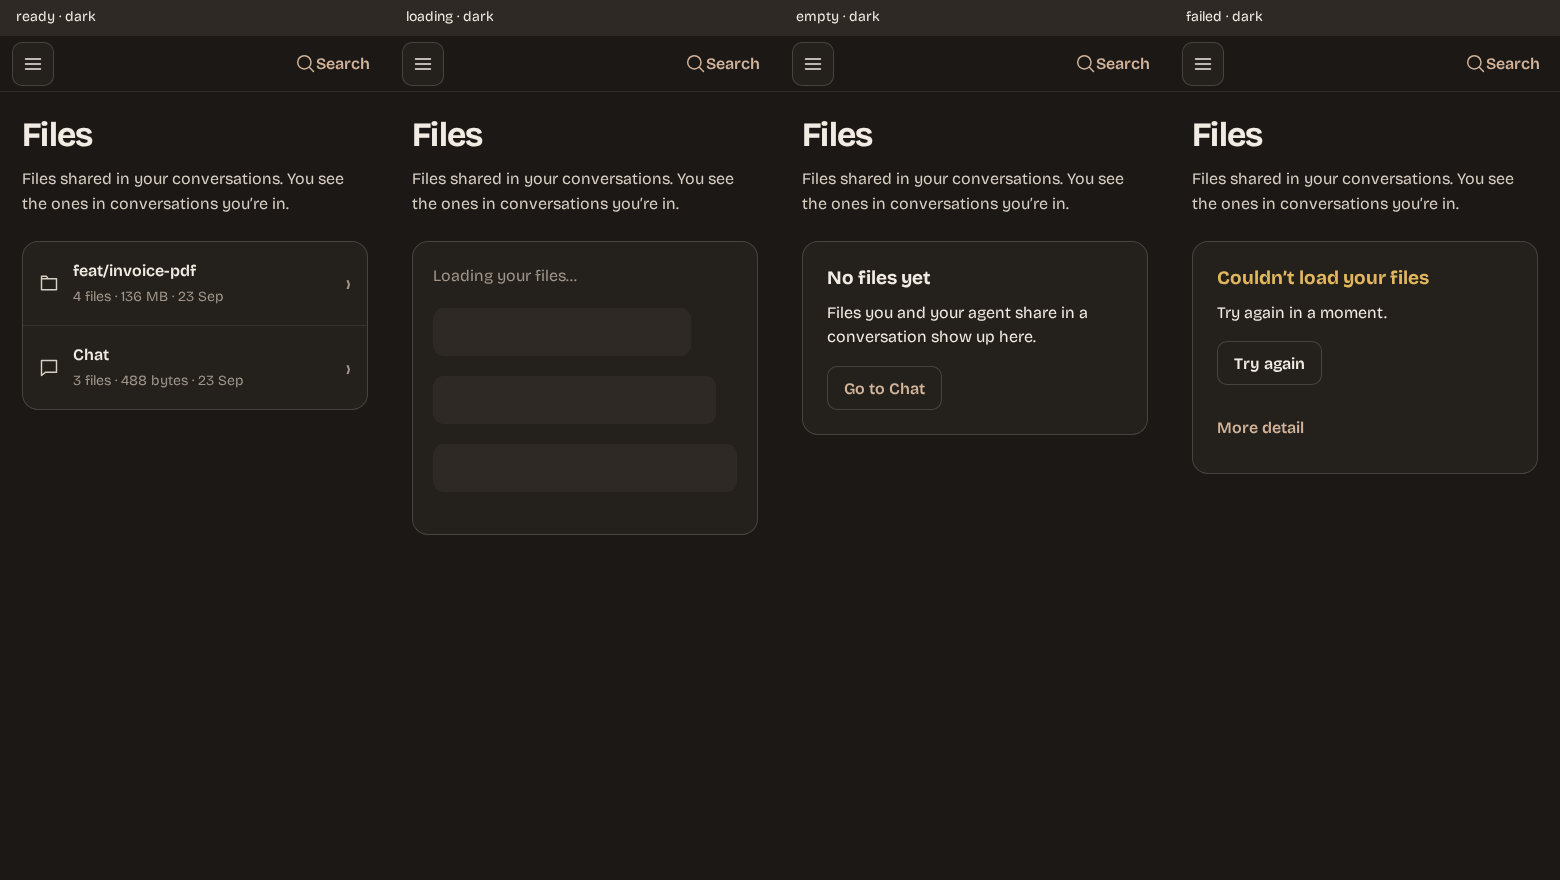 ready · dark
Search
Files
Files shared in your conversations. You see
the ones in conversations you’re in.
feat/invoice-pdf
4 files · 136 MB · 23 Sep
Chat
3 files · 488 bytes · 23 Sep
loading · dark
Search
Files
Files shared in your conversations. You see
the ones in conversations you’re in.
Loading your files…
empty · dark
Search
Files
Files shared in your conversations. You see
the ones in conversations you’re in.
No files yet
Files you and your agent share in a
conversation show up here.
Go to Chat
failed · dark
Search
Files
Files shared in your conversations. You see
the ones in conversations you’re in.
Couldn’t load your files
Try again in a moment.
Try again
More detail